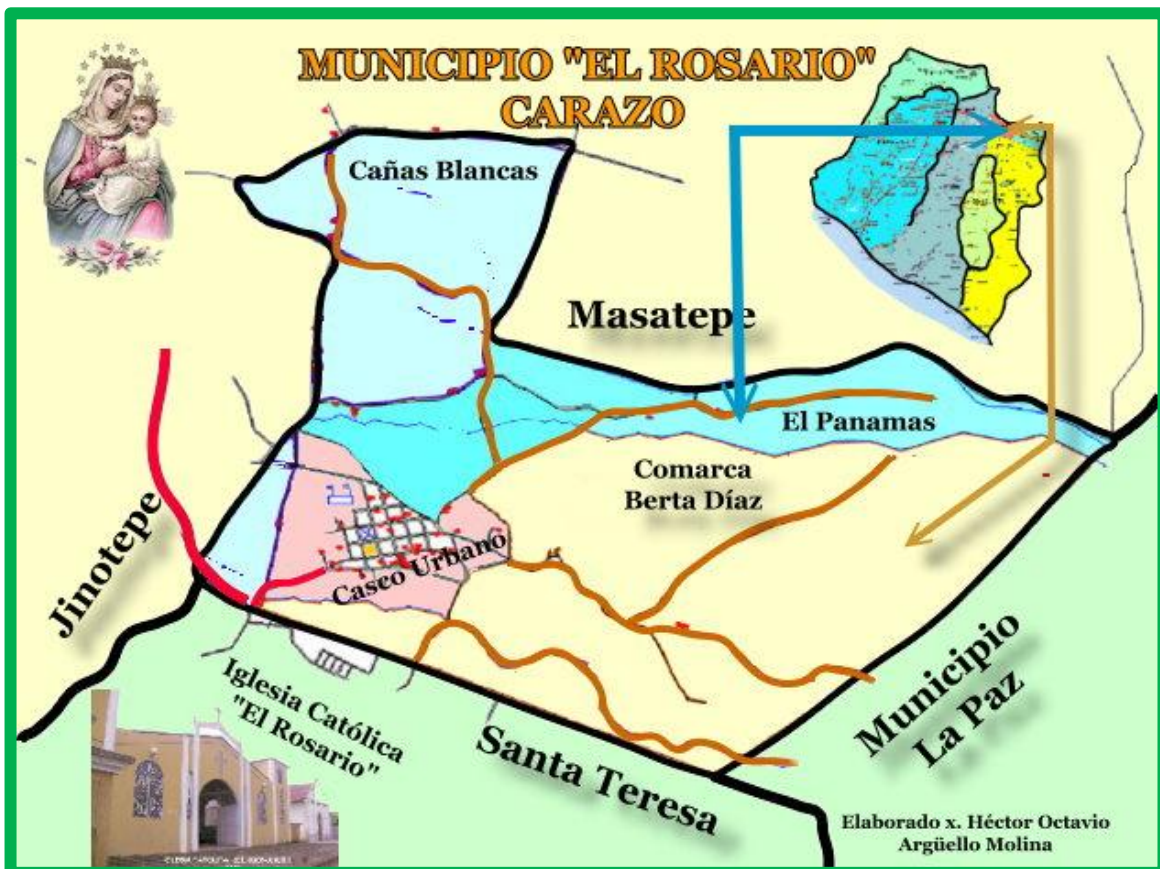 MUNICIPIO "EL ROSARIO"
CARAZO
Cañas Blancas
Masatepe
El Panamas
Comarca
Berta Díaz
Casco Urbano
Jinotepe
Iglesia Católica
"El Rosario"
Santa Teresa
Municipio
La Paz
Elaborado x. Héctor Octavio
Argüello Molina